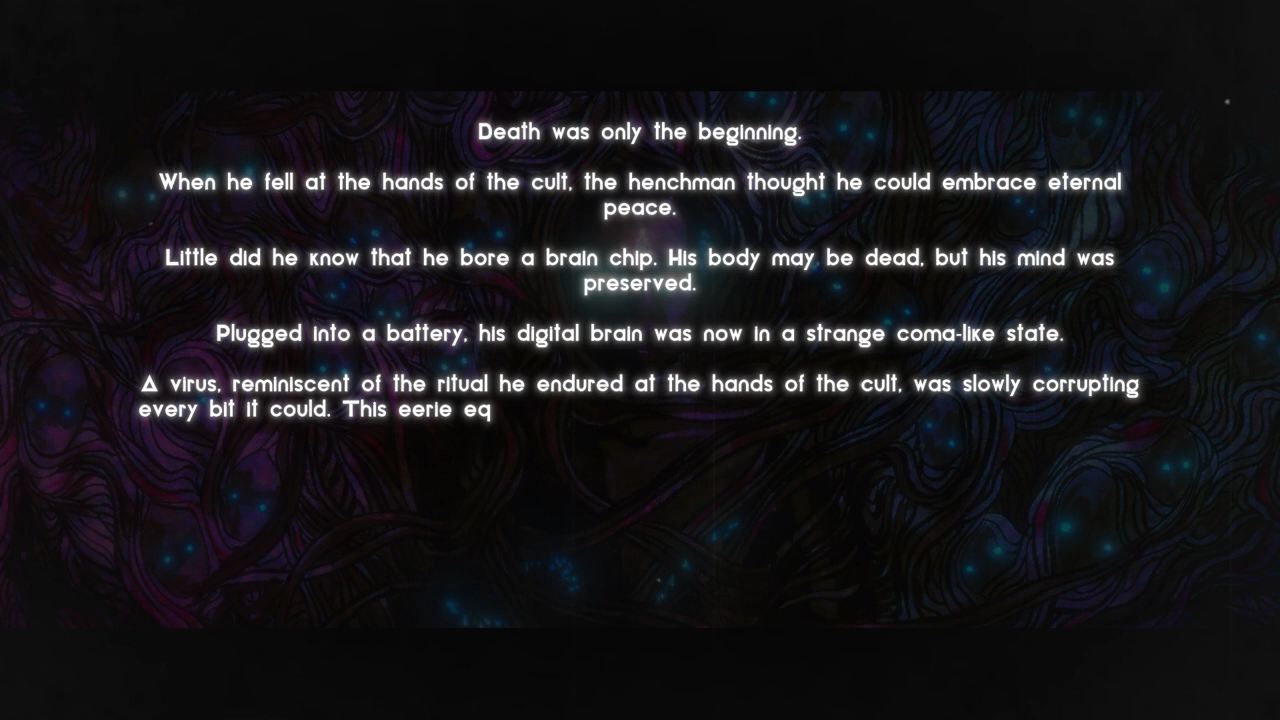 Death was only the beginning.
When he fell at the hands of the cult, the henchman thought he could embrace eternal
peace.
Little did he know that he bore a brain chip. His body may be dead, but his mind was
preserved.
Plugged into a battery, his digital brain was now in a strange coma-like state.
A virus, reminiscent of the ritual he endured at the hands of the cult, was slowly corrupting
every bit it could. This eerie eq